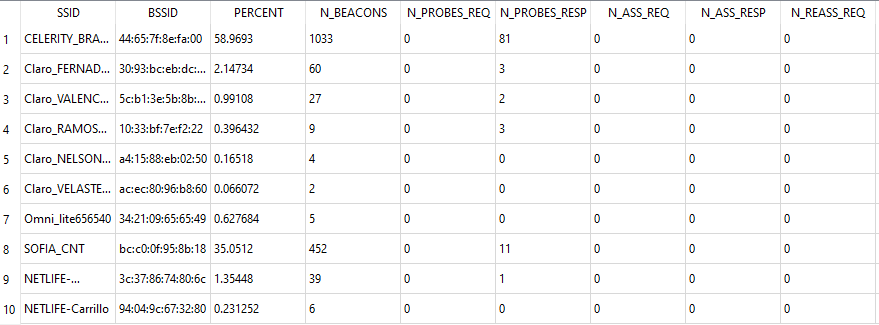 SSID BSSID PERCENT N_BEACONS N_PROBES_REQ N_PROBES_RESP N_ASS_REQ N_ASS_RESP N_REASS_REQ
1 CELERITY_BRA... 44:65:7f:8e:fa:00 58.9693 1033 0 81 0 0 0
2 Claro_FERNAD... 30:93:bc:eb:dc:... 2.14734 60 0 3 0 0 0
3 Claro_VALENC... 5c:b1:3e:5b:8b:... 0.99108 27 0 2 0 0 0
4 Claro_RAMOS... 10:33:bf:7e:f2:22 0.396432 9 0 3 0 0 0
5 Claro_NELSON... a4:15:88:eb:02:50 0.16518 4 0 0 0 0 0
6 Claro_VELASTE... ac:ec:80:96:b8:60 0.066072 2 0 0 0 0 0
7 Omni_lite656540 34:21:09:65:65:49 0.627684 5 0 0 0 0 0
8 SOFIA_CNT bc:c0:0f:95:8b:18 35.0512 452 0 11 0 0 0
9 NETLIFE-... 3c:37:86:74:80:6c 1.35448 39 0 1 0 0 0
10 NETLIFE-Carrillo 94:04:9c:67:32:80 0.231252 6 0 0 0 0 0